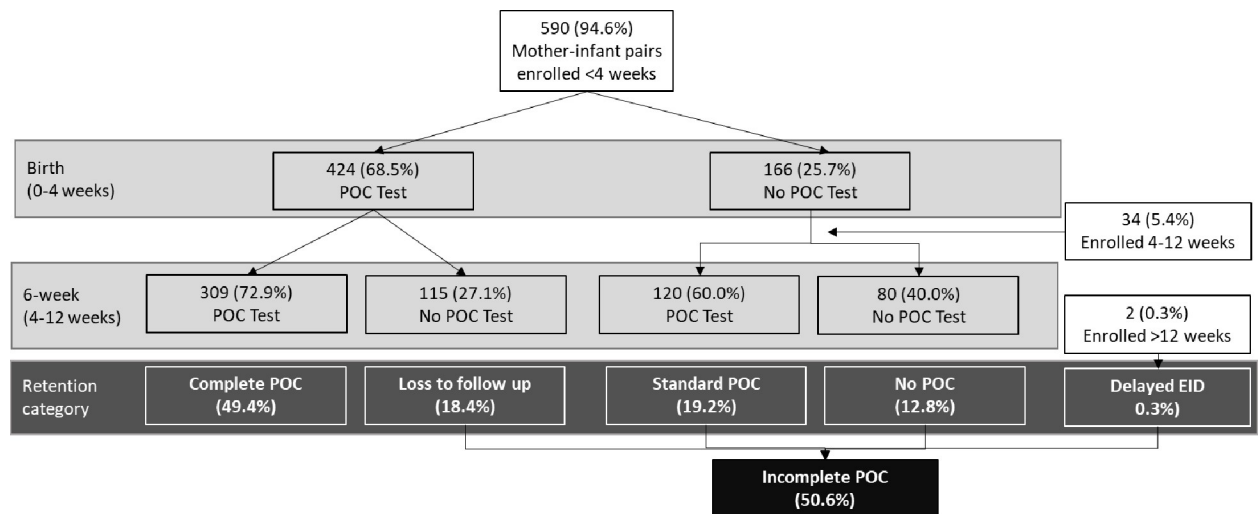 590 (94.6%)
Mother-infant pairs
enrolled <4 weeks
Birth
(0-4 weeks)
424 (68.5%)
POC Test
166 (25.7%)
No POC Test
34 (5.4%)
Enrolled 4-12 weeks
6-week
(4-12 weeks)
309 (72.9%)
POC Test
115 (27.1%)
No POC Test
120 (60.0%)
POC Test
80 (40.0%)
No POC Test
2 (0.3%)
Enrolled >12 weeks
Retention
category
Complete POC
(49.4%)
Loss to follow up
(18.4%)
Standard POC
(19.2%)
No POC
(12.8%)
Delayed EID
0.3%)
Incomplete POC
(50.6%)